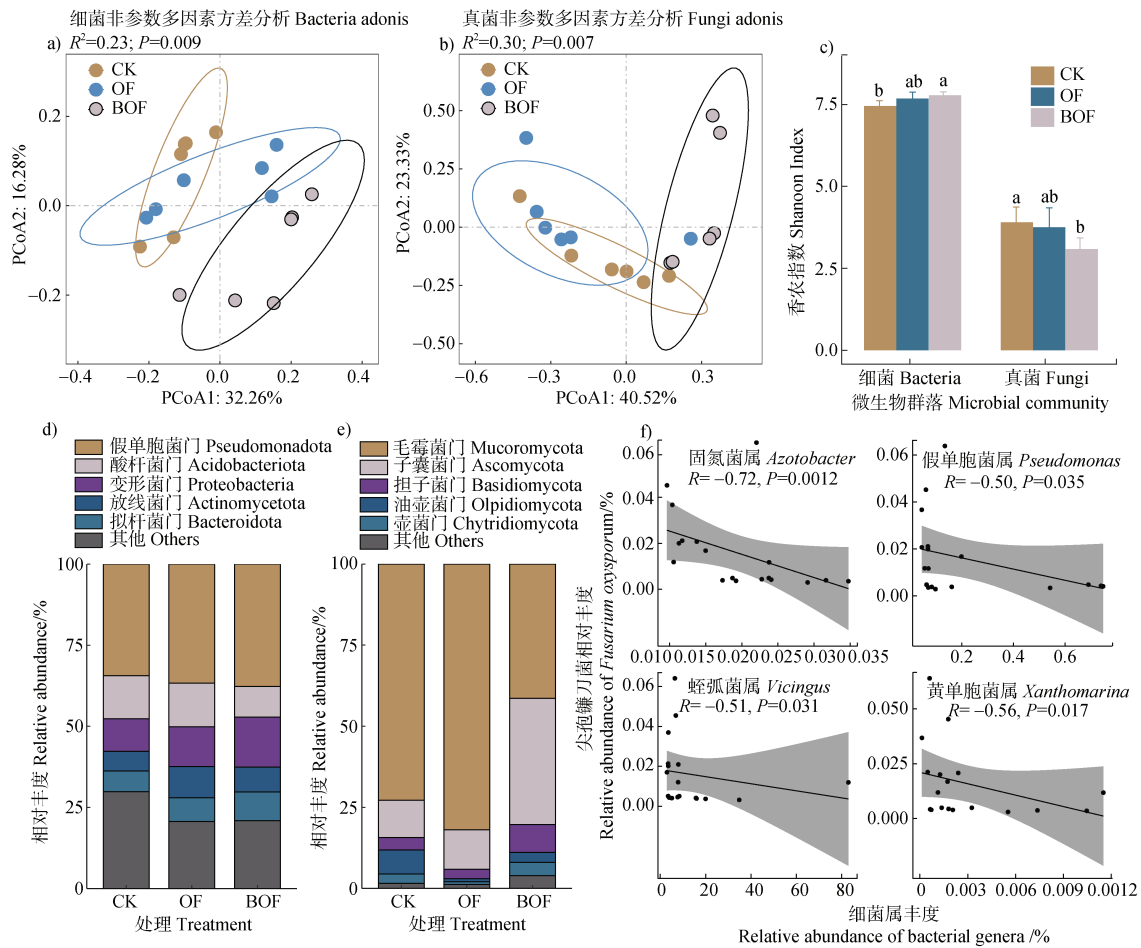 细菌非参数多因素方差分析 Bacteria adonis
a) R²=0.23; P=0.009
CK
OF
BOF
0.2
0.0
−0.2
PCoA2: 16.28%
−0.4
−0.2
0.0
0.2
0.4
PCoA1: 32.26%
真菌非参数多因素方差分析 Fungi adonis
b) R²=0.30; P=0.007
CK
OF
BOF
0.50
0.25
0.00
−0.25
−0.50
PCoA2: 23.33%
−0.6
−0.3
0.0
0.3
PCoA1: 40.52%
c)
CK
OF
BOF
b
ab
a
a
ab
b
7.5
5.0
2.5
0.0
香农指数 Shanoon Index
细菌 Bacteria
真菌 Fungi
微生物群落 Microbial community
d)
假单胞菌门 Pseudomonadota
酸杆菌门 Acidobacteriota
变形菌门 Proteobacteria
放线菌门 Actinomycetota
拟杆菌门 Bacteroidota
其他 Others
100
75
50
25
0
相对丰度 Relative abundance/%
CK
OF
BOF
处理 Treatment
e)
毛霉菌门 Mucoromycota
子囊菌门 Ascomycota
担子菌门 Basidiomycota
油壶菌门 Olpidiomycota
壶菌门 Chytridiomycota
其他 Others
100
75
50
25
0
相对丰度 Relative abundance/%
CK
OF
BOF
处理 Treatment
f)
尖孢镰刀菌相对丰度
Relative abundance of Fusarium oxysporum/%
固氮菌属 Azotobacter
R= −0.72, P=0.0012
0.06
0.04
0.02
0.00
0.010
0.015
0.020
0.025
0.030
0.035
假单胞菌属 Pseudomonas
R= −0.50, P=0.035
0.06
0.04
0.02
0.00
0.2
0.4
0.6
蛭弧菌属 Vicingus
R= −0.51, P=0.031
0.06
0.04
0.02
0.00
0
20
40
60
80
黄单胞菌属 Xanthomarina
R= −0.56, P=0.017
0.050
0.025
0.000
0
0.003
0.006
0.009
0.0012
细菌属丰度
Relative abundance of bacterial genera /%